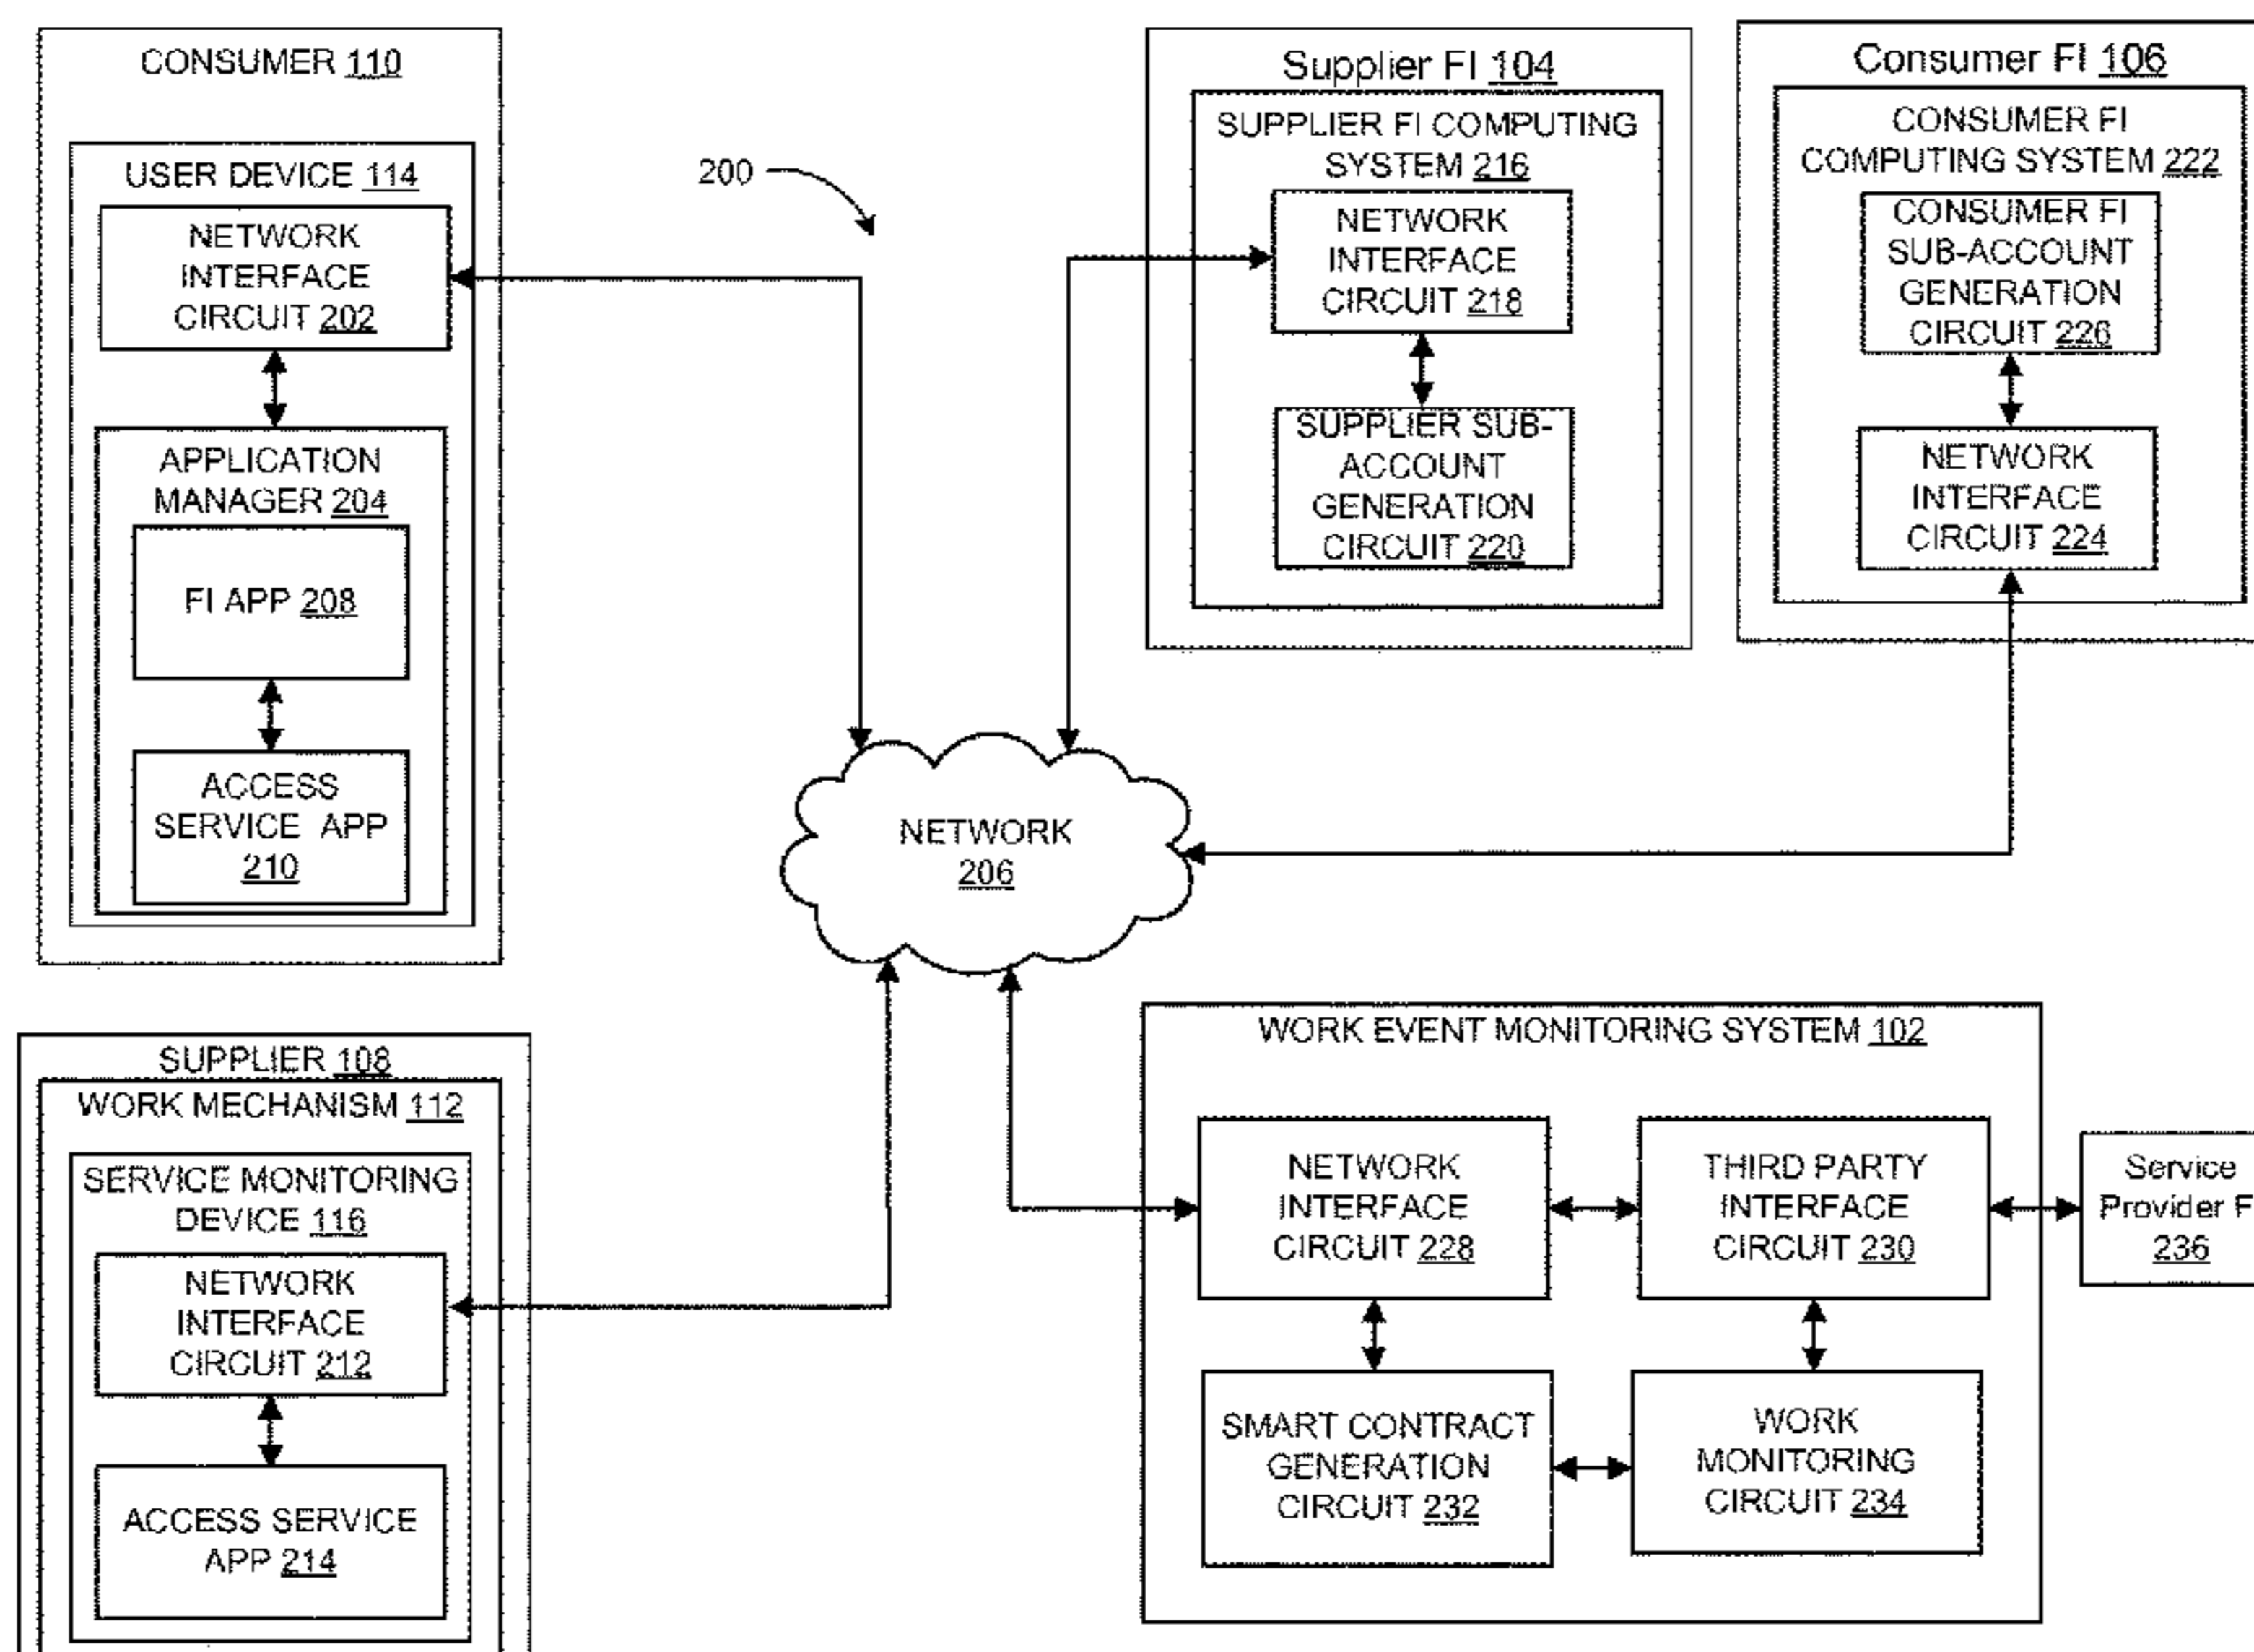 CONSUMER 110
USER DEVICE 114
NETWORK
INTERFACE
CIRCUIT 202
APPLICATION
MANAGER 204
FI APP 208
ACCESS
SERVICE APP
210
200
Supplier FI 104
SUPPLIER FI COMPUTING
SYSTEM 216
NETWORK
INTERFACE
CIRCUIT 218
SUPPLIER SUB-
ACCOUNT
GENERATION
CIRCUIT 220
Consumer FI 106
CONSUMER FI
COMPUTING SYSTEM 222
CONSUMER FI
SUB-ACCOUNT
GENERATION
CIRCUIT 226
NETWORK
INTERFACE
CIRCUIT 224
NETWORK
206
SUPPLIER 108
WORK MECHANISM 112
SERVICE MONITORING
DEVICE 116
NETWORK
INTERFACE
CIRCUIT 212
ACCESS SERVICE
APP 214
WORK EVENT MONITORING SYSTEM 102
NETWORK
INTERFACE
CIRCUIT 228
THIRD PARTY
INTERFACE
CIRCUIT 230
SMART CONTRACT
GENERATION
CIRCUIT 232
WORK
MONITORING
CIRCUIT 234
Service
Provider F
236